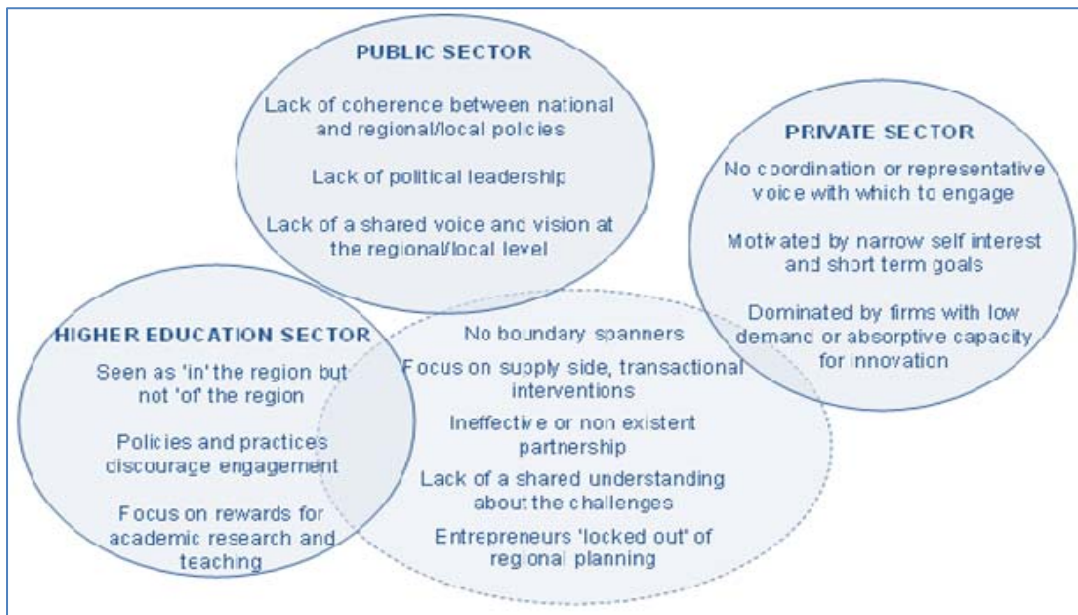 PUBLIC SECTOR
Lack of coherence between national
and regional/local policies
Lack of political leadership
Lack of a shared voice and vision at
the regional/local level
PRIVATE SECTOR
No coordination or representative
voice with which to engage
Motivated by narrow self interest
and short term goals
Dominated by firms with low
demand or absorptive capacity
for innovation
HIGHER EDUCATION SECTOR
Seen as 'in' the region but
not 'of' the region
Policies and practices
discourage engagement
Focus on rewards for
academic research and
teaching
No boundary spanners
Focus on supply side, transactional
interventions
Ineffective or non existent
partnership
Lack of a shared understanding
about the challenges
Entrepreneurs 'locked out' of
regional planning